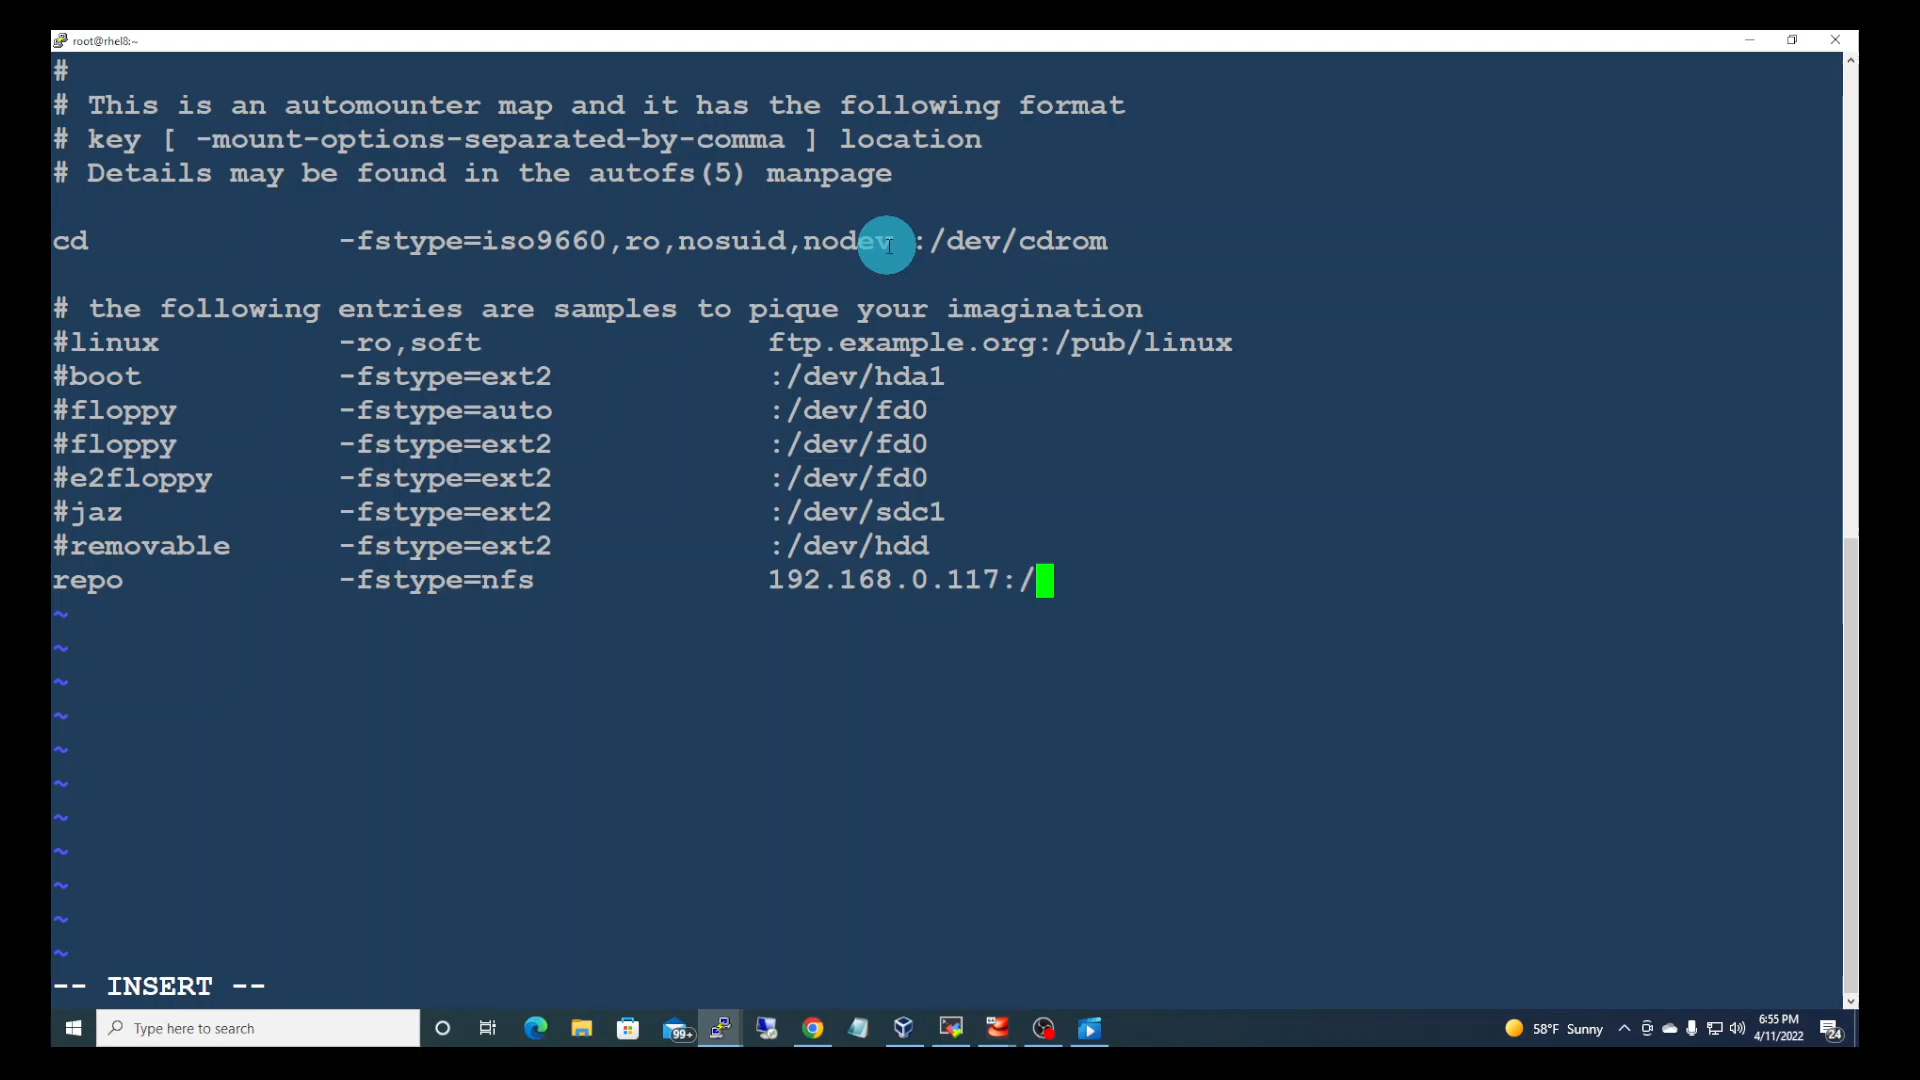 root@rhel8:~
#
# This is an automounter map and it has the following format
# key [ -mount-options-separated-by-comma ] location
# Details may be found in the autofs(5) manpage
cd -fstype=iso9660,ro,nosuid,nodev :/dev/cdrom
# the following entries are samples to pique your imagination
#linux -ro,soft ftp.example.org:/pub/linux
#boot -fstype=ext2 :/dev/hda1
#floppy -fstype=auto :/dev/fd0
#floppy -fstype=ext2 :/dev/fd0
#e2floppy -fstype=ext2 :/dev/fd0
#jaz -fstype=ext2 :/dev/sdc1
#removable -fstype=ext2 :/dev/hdd
repo -fstype=nfs 192.168.0.117:/
~
~
~
~
~
~
~
~
~
~
~
-- INSERT --
Type here to search
99+
58°F Sunny
6:55 PM
4/11/2022
24